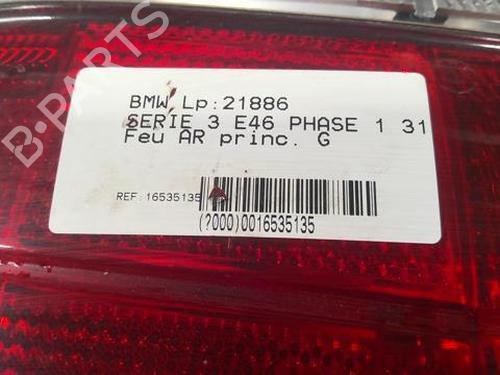 B-PARTS
BMW Lp:21886
SERIE 3 E46 PHASE 1 31
Feu AR princ. G
REF:16535135
(?000)0016535135